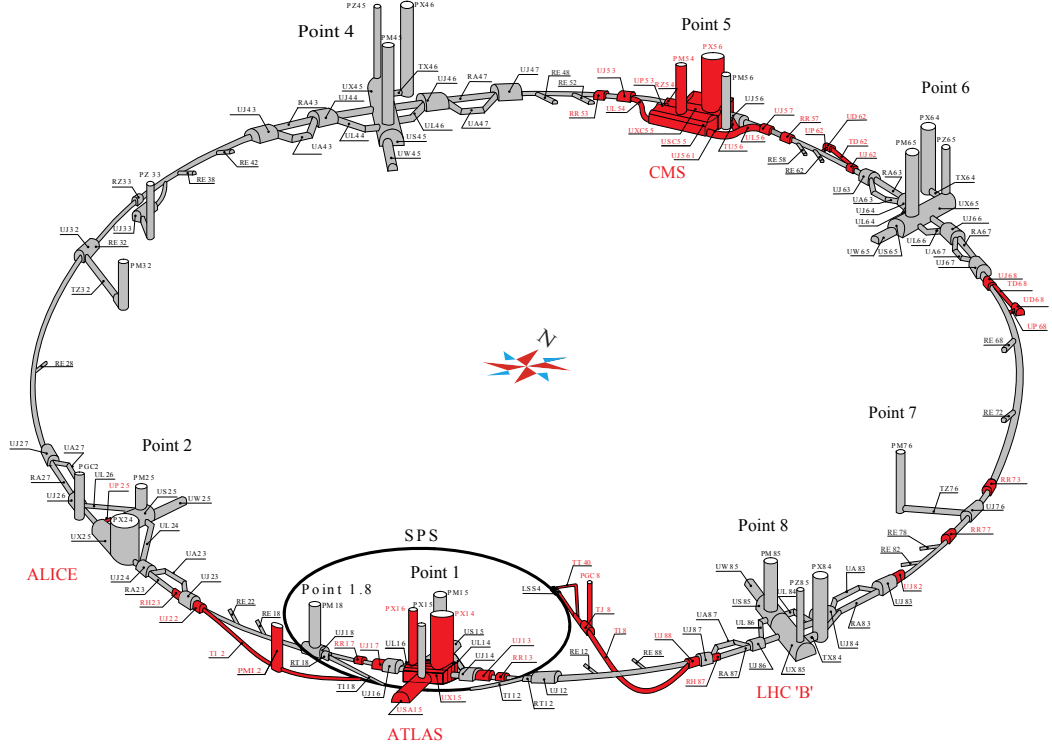 PZ45
PX46
Point 4
PM45
TX46
UX45
UJ46
RA47
UJ47
RA43
UJ44
UJ43
UL44
UA43
UL46
UA47
US45
UW45
RE42
RE38
RZ33
PZ 33
UJ33
UJ32
RE32
PM32
TZ32
RE28
Point 5
PX56
PM54
RE48
RE52
UJ53
UP53
RZ54
PM56
RR53
UL54
UJ56
UJ57
RR57
UXC55
USC55
UJ561
TU56
UL56
CMS
RE58
RE62
UP62
UD62
TD62
UJ62
Point 6
PX64
PM65
PZ65
UJ63
RA63
TX64
UA63
UJ64
UL64
UX65
UW65
US65
UL66
UJ66
RA67
UA67
UJ67
UJ68
TD68
UD68
UP68
RE68
RE72
N
Point 7
PM76
TZ76
RR73
UJ76
RR77
RE78
RE82
UJ27
UA27
PGC2
Point 2
UL26
PM25
UP25
US25
UW25
RA27
UJ26
PX24
UX25
UL24
ALICE
UA23
UJ24
RA23
UJ23
RH23
UJ22
RE22
RE18
TI2
PMI2
SPS
Point 1.8
Point 1
PM18
PX16
PX15
PM15
PX14
UJ18
RR17
UJ17
UL16
US15
UL14
UJ13
RT18
TI18
UJ16
UJ14
RR13
USA15
UX15
TI12
RT12
UJ12
ATLAS
LSS4
TT40
PGC8
TJ8
TI8
RE12
RE88
UJ88
UJ87
UA87
RH87
RA87
UJ86
UL86
Point 8
PM85
UW85
US85
UL84
PZ85
PX84
UA83
UJ82
UJ83
RA83
UJ84
TX84
UX85
LHC 'B'